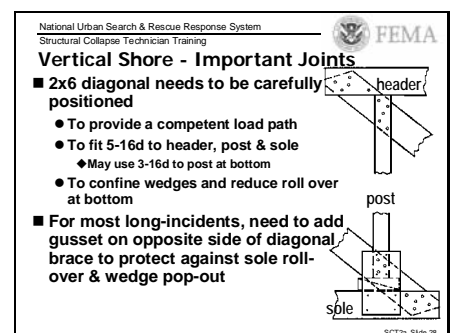 National Urban Search & Rescue Response System
Structural Collapse Technician Training
FEMA
Vertical Shore - Important Joints
■ 2x6 diagonal needs to be carefully
positioned
● To provide a competent load path
● To fit 5-16d to header, post & sole
◆May use 3-16d to post at bottom
● To confine wedges and reduce roll over
at bottom
■ For most long-incidents, need to add
gusset on opposite side of diagonal
brace to protect against sole roll-
over & wedge pop-out
header
post
sole
SCT2a Slide 28